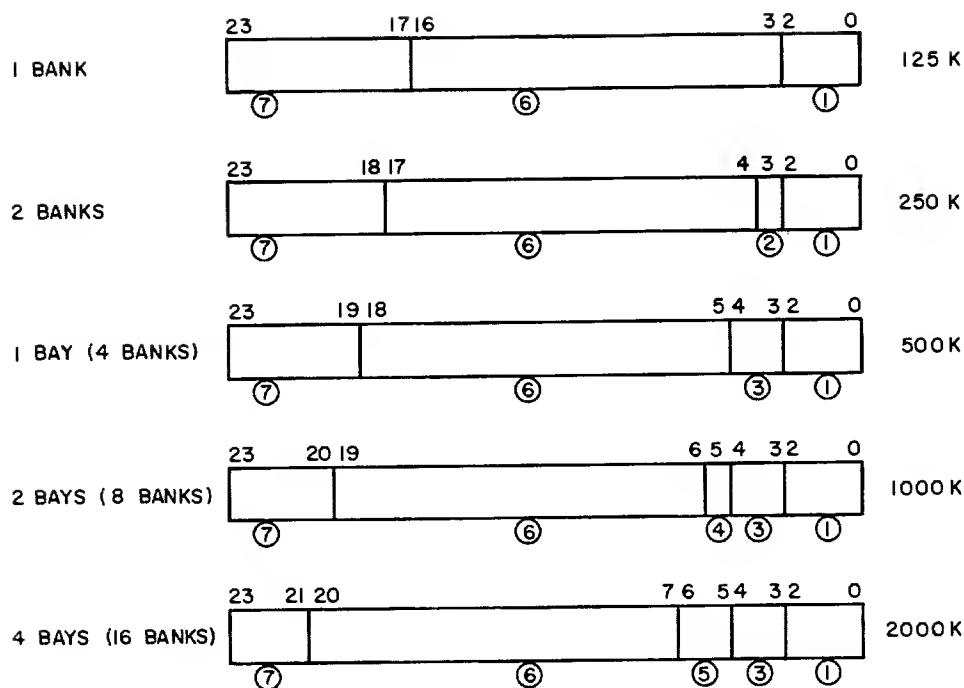 23 17 16 3 2 0
1 BANK 125 K
⑦ ⑥ ①
23 18 17 4 3 2 0
2 BANKS 250 K
⑦ ⑥ ② ①
23 19 18 5 4 3 2 0
1 BAY (4 BANKS) 500 K
⑦ ⑥ ③ ①
23 20 19 6 5 4 3 2 0
2 BAYS (8 BANKS) 1000 K
⑦ ⑥ ④ ③ ①
23 21 20 7 6 5 4 3 2 0
4 BAYS (16 BANKS) 2000 K
⑦ ⑥ ⑤ ③ ①